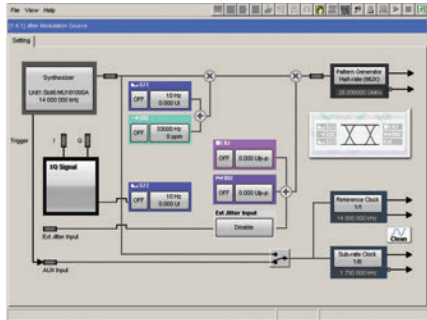 File View Help
[1:4:1] Jitter Modulation Source
Setting
Synthesizer
Unit1:Slot6:MU181000A
14 000 000 kHz
Trigger
I
Q
I/Q Signal
Ext Jitter Input
AUX Input
SJ1
OFF
10 Hz
0.000 UI
SSC
OFF
33000 Hz
0 ppm
SJ2
OFF
10 Hz
0.000 UI
RJ
OFF
0.000 UIp-p
OFF
0.000 UIp-p
Ext Jitter Input
Disable
Pattern Generator
Half-rate (MUX)
28 000000 Gbit/s
Reference Clock
1/1
14 000 000 kHz
Clean
Sub-rate Clock
1/8
1 750 000 kHz